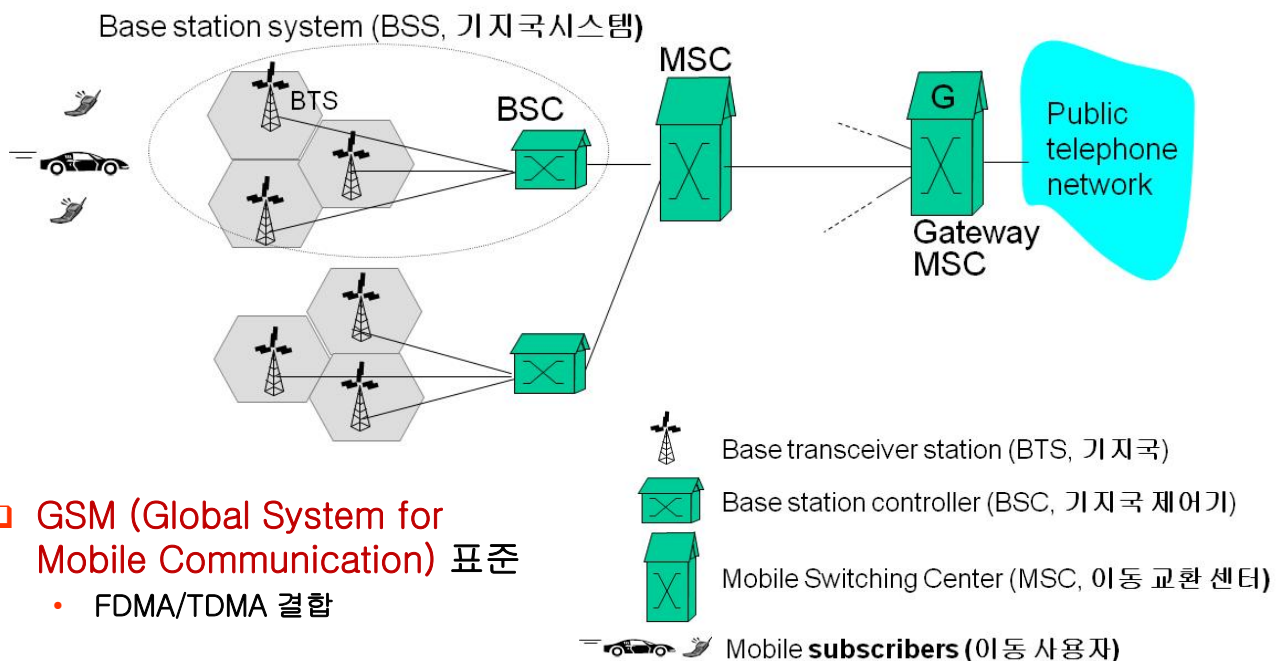 Base station system (BSS, 기지국시스템)
BTS
BSC
MSC
G
Gateway
MSC
Public
telephone
network
Base transceiver station (BTS, 기지국)
Base station controller (BSC, 기지국 제어기)
Mobile Switching Center (MSC, 이동 교환 센터)
Mobile subscribers (이동 사용자)
GSM (Global System for
Mobile Communication) 표준
• FDMA/TDMA 결합